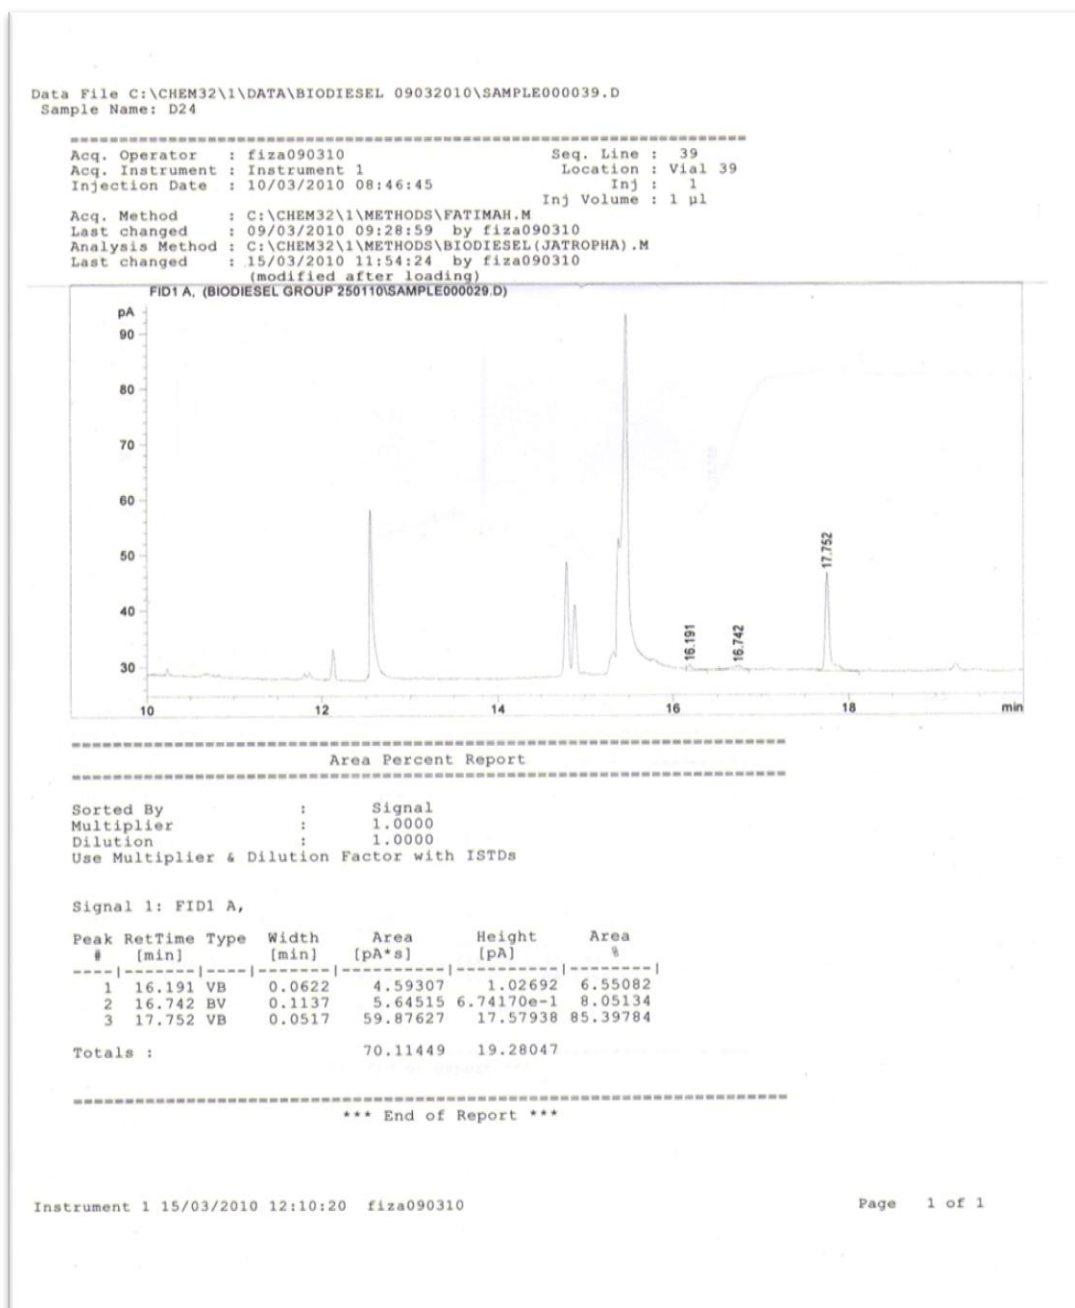 Data File C:\CHEM32\1\DATA\BIODIESEL 09032010\SAMPLE000039.D
Sample Name: D24
Acq. Operator : fiza090310 Seq. Line : 39
Acq. Instrument : Instrument 1 Location : Vial 39
Injection Date : 10/03/2010 08:46:45 Inj : 1
Inj Volume : 1 µl
Acq. Method : C:\CHEM32\1\METHODS\FATIMAH.M
Last changed : 09/03/2010 09:28:59 by fiza090310
Analysis Method : C:\CHEM32\1\METHODS\BIODIESEL(JATROPHA).M
Last changed : 15/03/2010 11:54:24 by fiza090310
(modified after loading)
FID1 A, (BIODIESEL GROUP 250110\SAMPLE000029.D)
pA
90
80
70
60
50
40
30
16.191
16.742
17.752
10 12 14 16 18 min
Area Percent Report
Sorted By : Signal
Multiplier : 1.0000
Dilution : 1.0000
Use Multiplier & Dilution Factor with ISTDs
Signal 1: FID1 A,
Peak RetTime Type Width Area Height Area
# [min] [min] [pA*s] [pA] %
----|-------|----|-------|----------|----------|--------|
1 16.191 VB 0.0622 4.59307 1.02692 6.55082
2 16.742 BV 0.1137 5.64515 6.74170e-1 8.05134
3 17.752 VB 0.0517 59.87627 17.57938 85.39784
Totals : 70.11449 19.28047
*** End of Report ***
Instrument 1 15/03/2010 12:10:20 fiza090310 Page 1 of 1